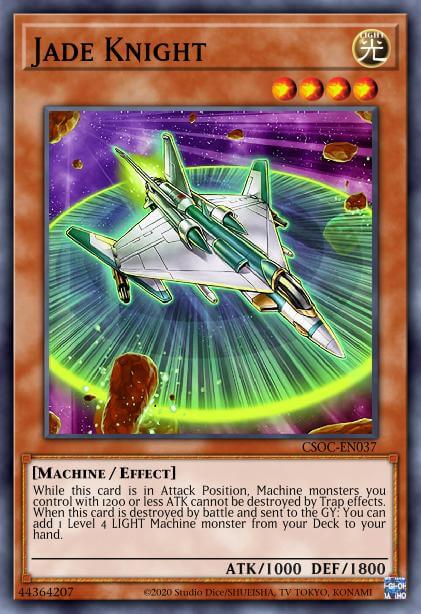 JADE KNIGHT
LIGHT
光
CSOC-EN037
[MACHINE / EFFECT]
While this card is in Attack Position, Machine monsters you
control with 1200 or less ATK cannot be destroyed by Trap effects.
When this card is destroyed by battle and sent to the GY: You can
add 1 Level 4 LIGHT Machine monster from your Deck to your
hand.
ATK/1000 DEF/1800
44364207
©2020 Studio Dice/SHUEISHA, TV TOKYO, KONAMI